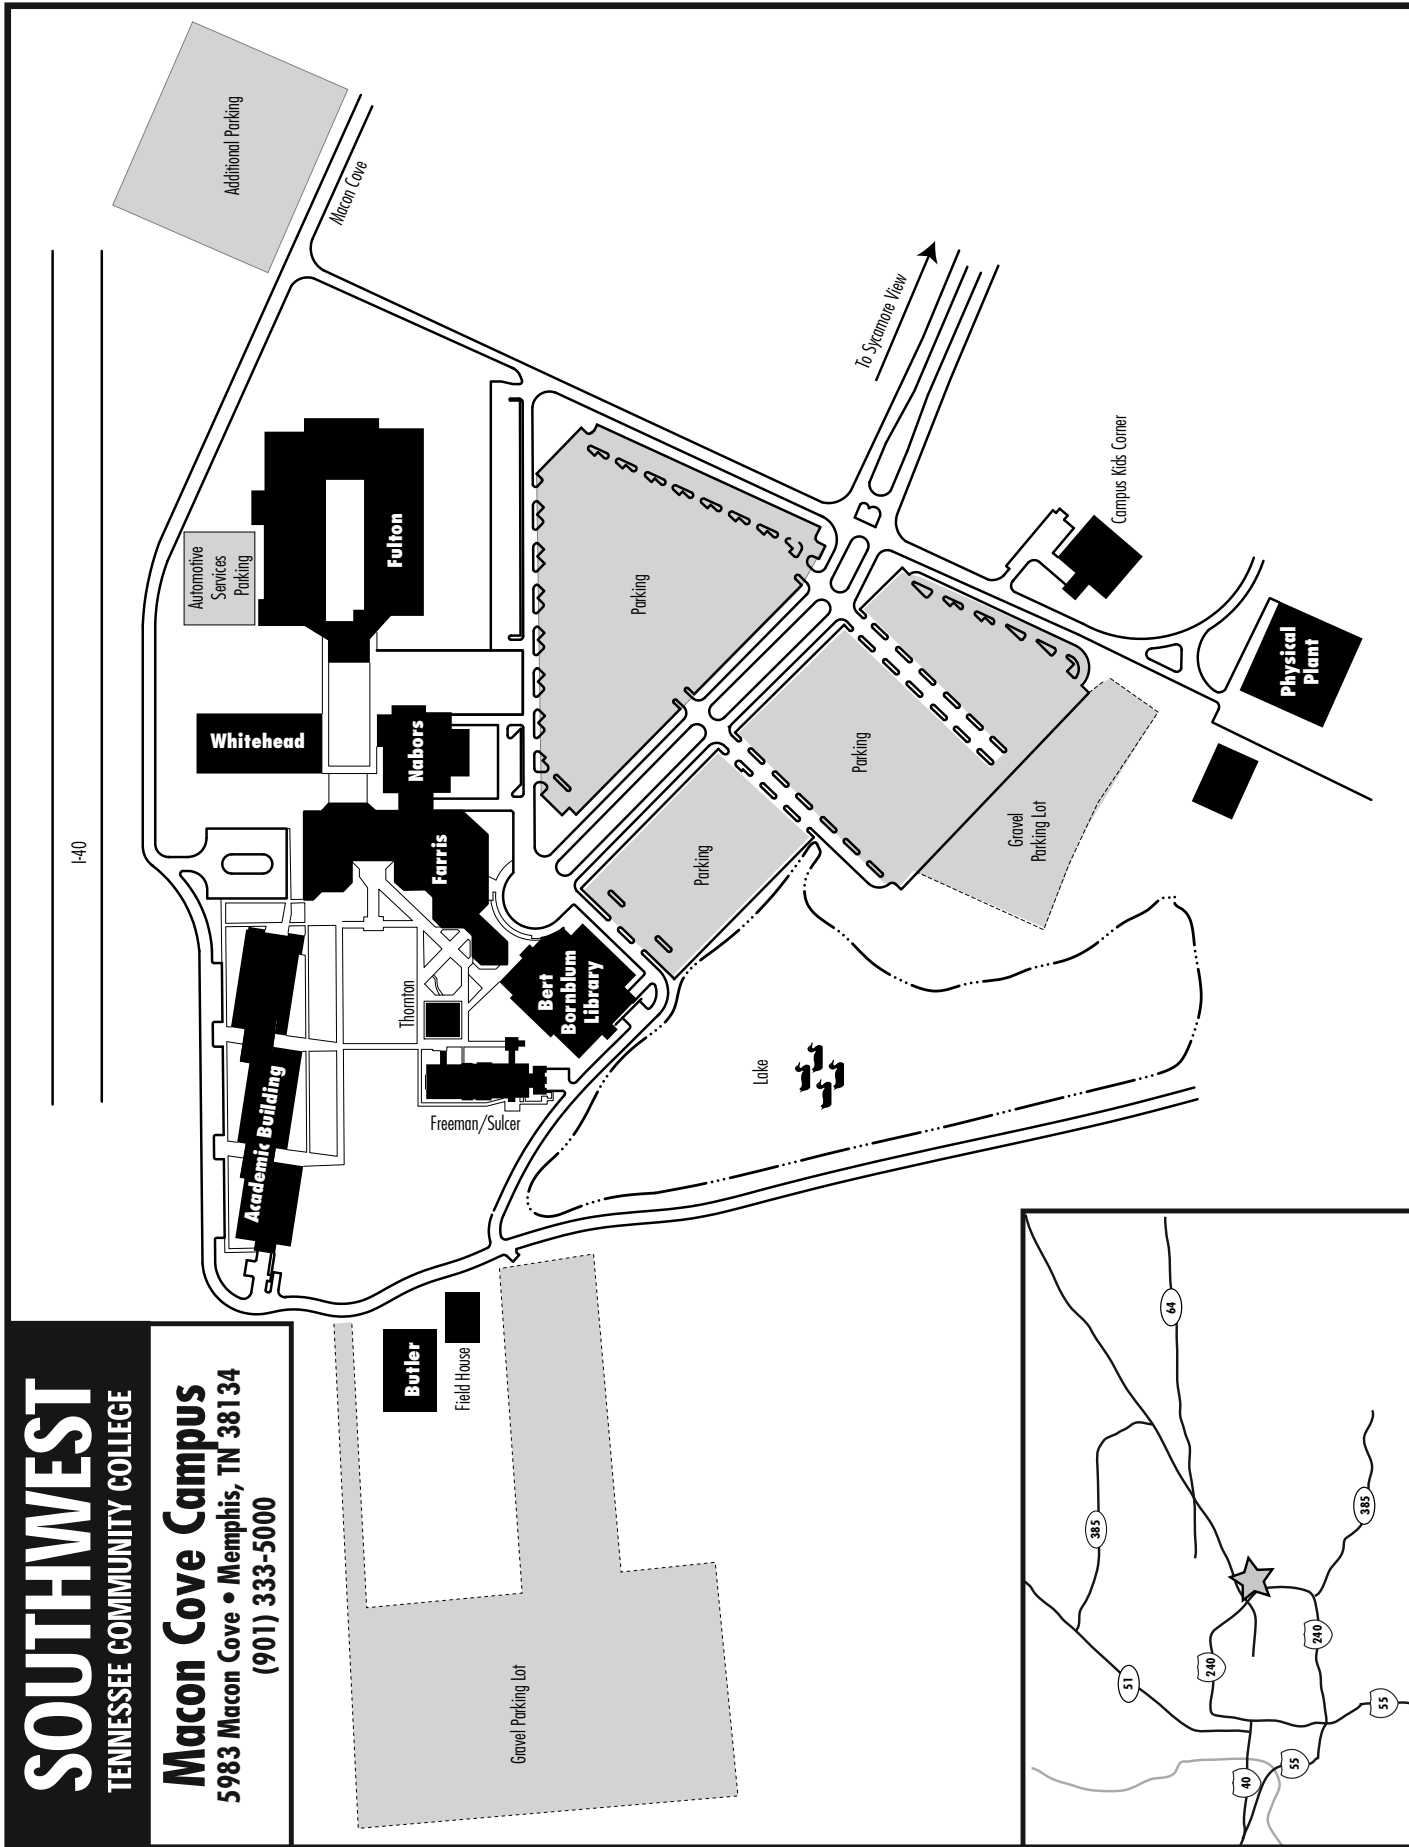 SOUTHWEST
TENNESSEE COMMUNITY COLLEGE
Macon Cove Campus
5983 Macon Cove • Memphis, TN 38134
(901) 333-5000
I-40
Additional Parking
Macon Cove
Automotive
Services
Parking
Fulton
Whitehead
Nabors
Farris
Academic Building
Thornton
Freeman/Sulcer
Bert
Bornblum
Library
Butler
Field House
Gravel Parking Lot
Parking
Parking
Parking
Gravel
Parking Lot
Lake
To Sycamore View
Campus Kids Corner
Physical
Plant
64
385
385
51
240
240
40
55
55